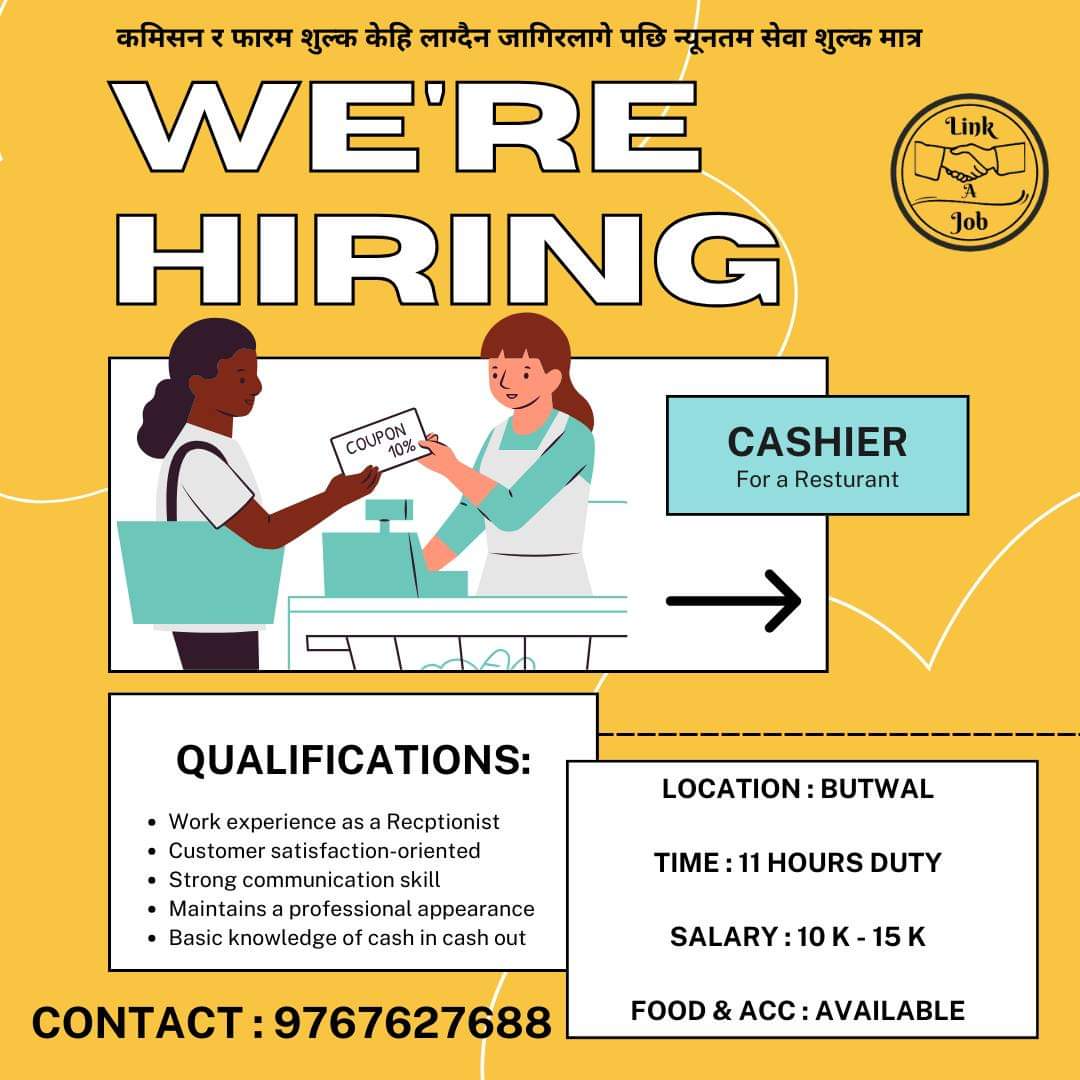 कमिसन र फारम शुल्क केहि लाग्दैन जागिरलागे पछि न्यूनतम सेवा शुल्क मात्र
WE'RE
HIRING
Link
A
Job
COUPON
10%
CASHIER
For a Resturant
QUALIFICATIONS:
• Work experience as a Recptionist
• Customer satisfaction-oriented
• Strong communication skill
• Maintains a professional appearance
• Basic knowledge of cash in cash out
LOCATION : BUTWAL
TIME : 11 HOURS DUTY
SALARY : 10 K - 15 K
FOOD & ACC : AVAILABLE
CONTACT : 9767627688